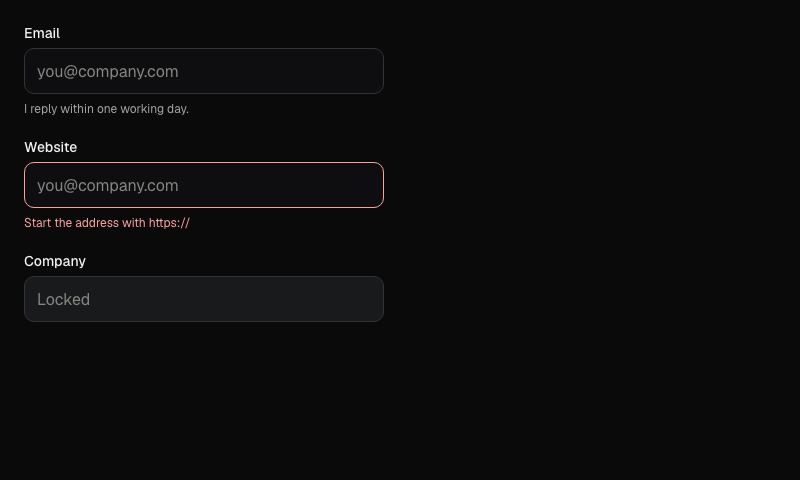 Email
you@company.com
I reply within one working day.
Website
you@company.com
Start the address with https://
Company
Locked